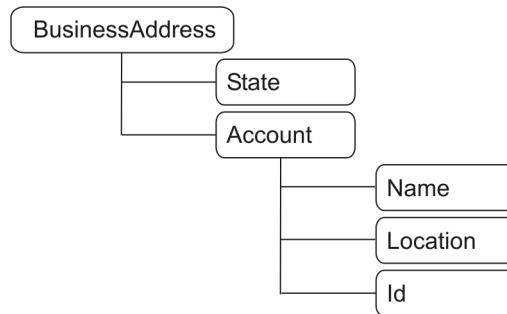 BusinessAddress
State
Account
Name
Location
Id